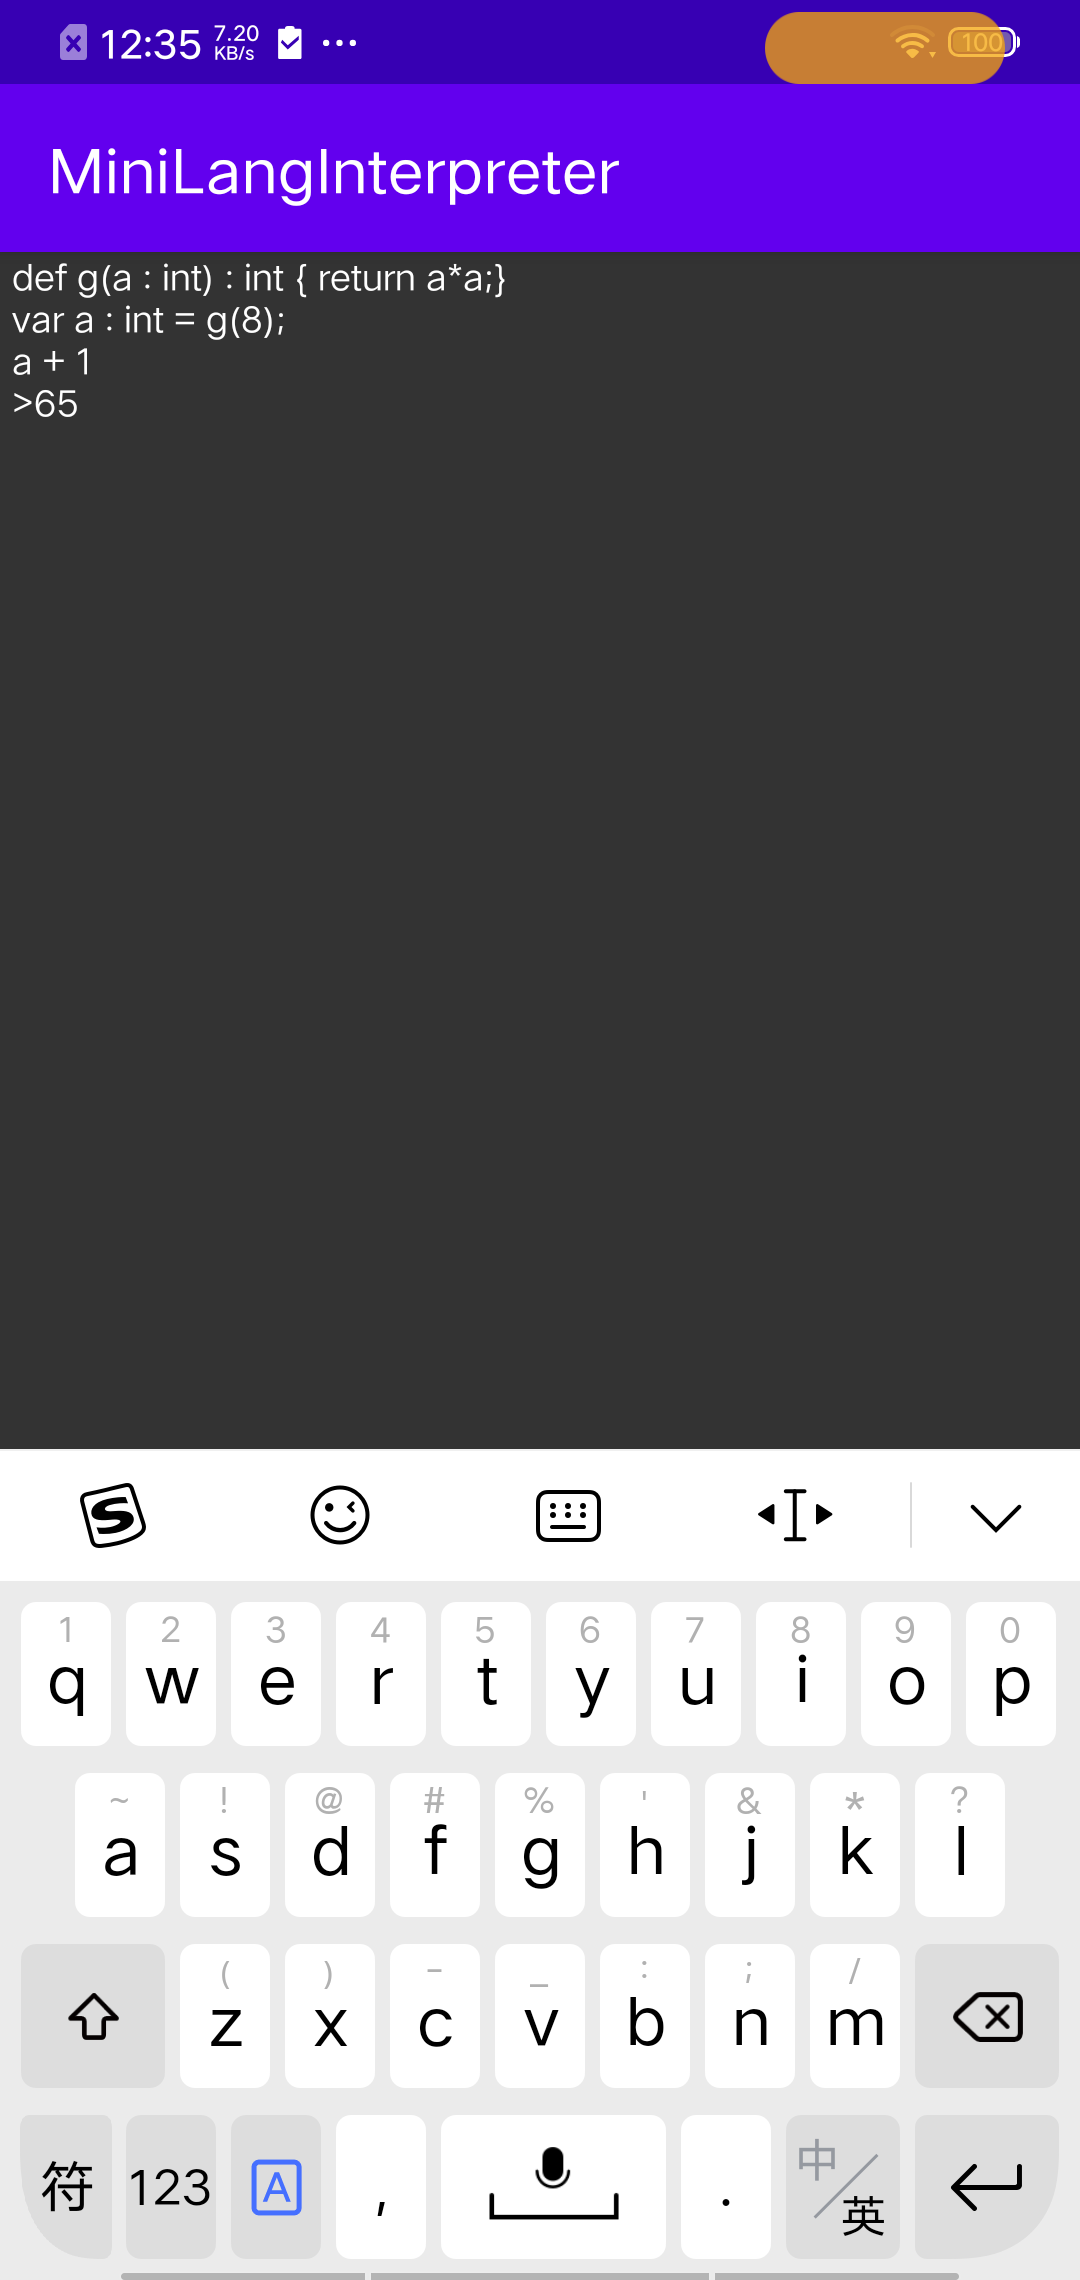 12:35 7.20 KB/s 100
MiniLangInterpreter
def g(a : int) : int { return a*a;}
var a : int = g(8);
a + 1
>65
1 2 3 4 5 6 7 8 9 0
q w e r t y u i o p
~ ! @ # % ' & * ?
a s d f g h j k l
( ) – _ : ; /
z x c v b n m
符 123 A , . 中/英